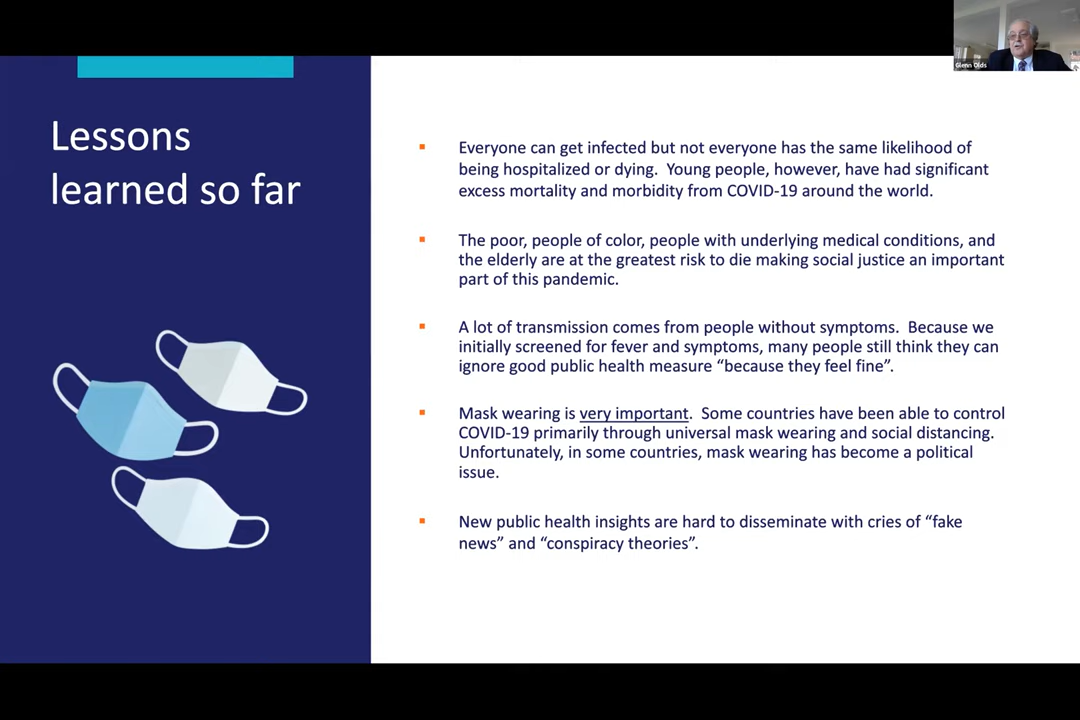 Glenn Olds
Lessons
learned so far
▪ Everyone can get infected but not everyone has the same likelihood of
being hospitalized or dying. Young people, however, have had significant
excess mortality and morbidity from COVID-19 around the world.
▪ The poor, people of color, people with underlying medical conditions, and
the elderly are at the greatest risk to die making social justice an important
part of this pandemic.
▪ A lot of transmission comes from people without symptoms. Because we
initially screened for fever and symptoms, many people still think they can
ignore good public health measure “because they feel fine”.
▪ Mask wearing is very important. Some countries have been able to control
COVID-19 primarily through universal mask wearing and social distancing.
Unfortunately, in some countries, mask wearing has become a political
issue.
▪ New public health insights are hard to disseminate with cries of “fake
news” and “conspiracy theories”.